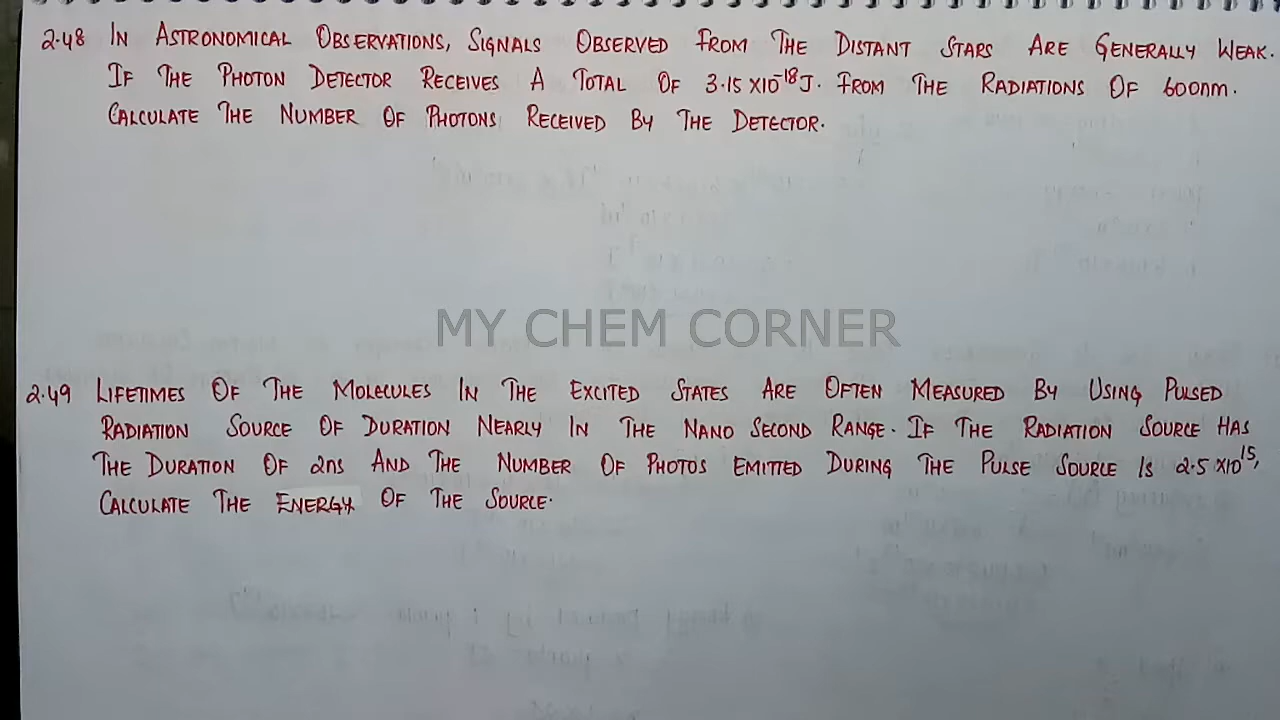 2.48 IN ASTRONOMICAL OBSERVATIONS, SIGNALS OBSERVED FROM THE DISTANT STARS ARE GENERALLY WEAK.
IF THE PHOTON DETECTOR RECEIVES A TOTAL OF 3.15 X10⁻¹⁸J. FROM THE RADIATIONS OF 600nm.
CALCULATE THE NUMBER OF PHOTONS RECEIVED BY THE DETECTOR.
MY CHEM CORNER
2.49 LIFETIMES OF THE MOLECULES IN THE EXCITED STATES ARE OFTEN MEASURED BY USING PULSED
RADIATION SOURCE OF DURATION NEARLY IN THE NANO SECOND RANGE. IF THE RADIATION SOURCE HAS
THE DURATION OF 2ns AND THE NUMBER OF PHOTOS EMITTED DURING THE PULSE SOURCE IS 2.5 X10¹⁵,
CALCULATE THE ENERGY OF THE SOURCE.